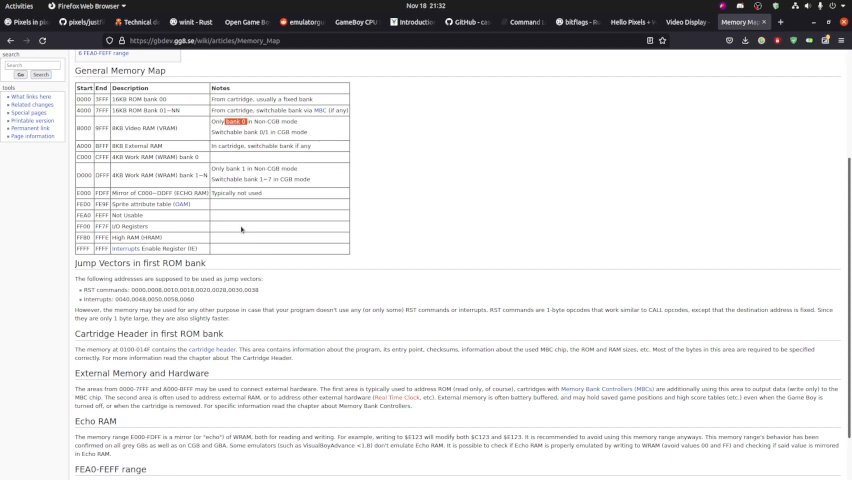 Activities Firefox Web Browser Nov 18 21:32
Pixels in pi pixels/justfi Technical do winit - Rust Open Game Bo emulatorgu GameBoy CPU Introduction GitHub - ca Command L bitflags - Ru Hello Pixels + W Video Display Memory Map
https://gbdev.gg8.se/wiki/articles/Memory_Map
6 FEA0-FEFF range
search
Search
Go Search
tools
What links here
Related changes
Special pages
Printable version
Permanent link
Page information
General Memory Map
Start End Description Notes
0000 3FFF 16KB ROM bank 00 From cartridge, usually a fixed bank
4000 7FFF 16KB ROM Bank 01~NN From cartridge, switchable bank via MBC (if any)
8000 9FFF 8KB Video RAM (VRAM) Only bank 0 in Non-CGB mode
Switchable bank 0/1 in CGB mode
A000 BFFF 8KB External RAM In cartridge, switchable bank if any
C000 CFFF 4KB Work RAM (WRAM) bank 0
D000 DFFF 4KB Work RAM (WRAM) bank 1~N Only bank 1 in Non-CGB mode
Switchable bank 1~7 in CGB mode
E000 FDFF Mirror of C000~DDFF (ECHO RAM) Typically not used
FE00 FE9F Sprite attribute table (OAM)
FEA0 FEFF Not Usable
FF00 FF7F I/O Registers
FF80 FFFE High RAM (HRAM)
FFFF FFFF Interrupts Enable Register (IE)
Jump Vectors in first ROM bank
The following addresses are supposed to be used as jump vectors:
RST commands: 0000,0008,0010,0018,0020,0028,0030,0038
Interrupts: 0040,0048,0050,0058,0060
However, the memory may be used for any other purpose in case that your program doesn't use any (or only some) RST commands or interrupts. RST commands are 1-byte opcodes that work similar to CALL opcodes, except that the destination address is fixed. Since
they are only 1 byte large, they are also slightly faster.
Cartridge Header in first ROM bank
The memory at 0100-014F contains the cartridge header. This area contains information about the program, its entry point, checksums, information about the used MBC chip, the ROM and RAM sizes, etc. Most of the bytes in this area are required to be specified
correctly. For more information read the chapter about The Cartridge Header.
External Memory and Hardware
The areas from 0000-7FFF and A000-BFFF may be used to connect external hardware. The first area is typically used to address ROM (read only, of course), cartridges with Memory Bank Controllers (MBCs) are additionally using this area to output data (write only) to the
MBC chip. The second area is often used to address external RAM, or to address other external hardware (Real Time Clock, etc). External memory is often battery buffered, and may hold saved game positions and high score tables (etc.) even when the Game Boy is
turned off, or when the cartridge is removed. For specific information read the chapter about Memory Bank Controllers.
Echo RAM
The memory range E000-FDFF is a mirror (or "echo") of WRAM, both for reading and writing. For example, writing to $E123 will modify both $C123 and $E123. It is recommended to avoid using this memory range anyways. This memory range's behavior has been
confirmed on all grey GBs as well as on CGB and GBA. Some emulators (such as VisualBoyAdvance <1.8) don't emulate Echo RAM. It is possible to check if Echo RAM is properly emulated by writing to WRAM (avoid values 00 and FF) and checking if said value is mirrored
in Echo RAM.
FEA0-FEFF range